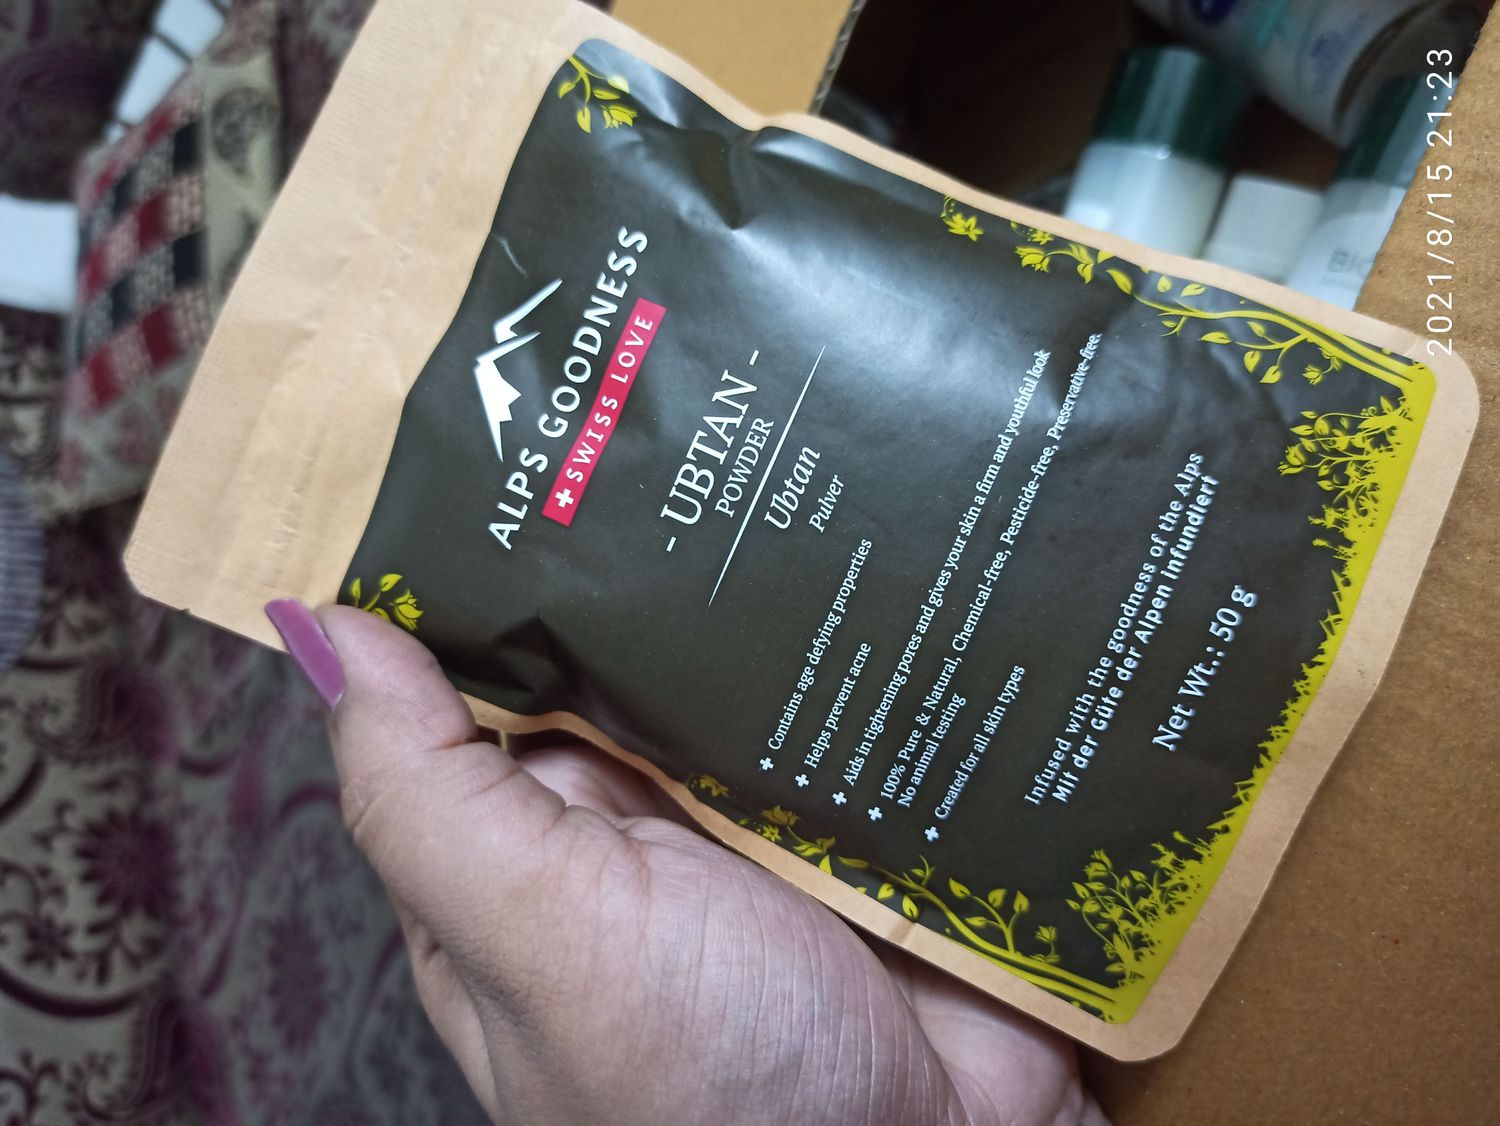 ALPS GOODNESS
SWISS LOVE
- UBTAN -
POWDER
Ubtan
Pulver
Contains age defying properties
Helps prevent acne
Aids in tightening pores and gives your skin a firm and youthful look
100% Pure & Natural, Chemical-free, Pesticide-free, Preservative-free,
No animal testing
Created for all skin types
Infused with the goodness of the Alps
Mit der Güte der Alpen infundiert
Net Wt.: 50 g
2021/8/15 21:23